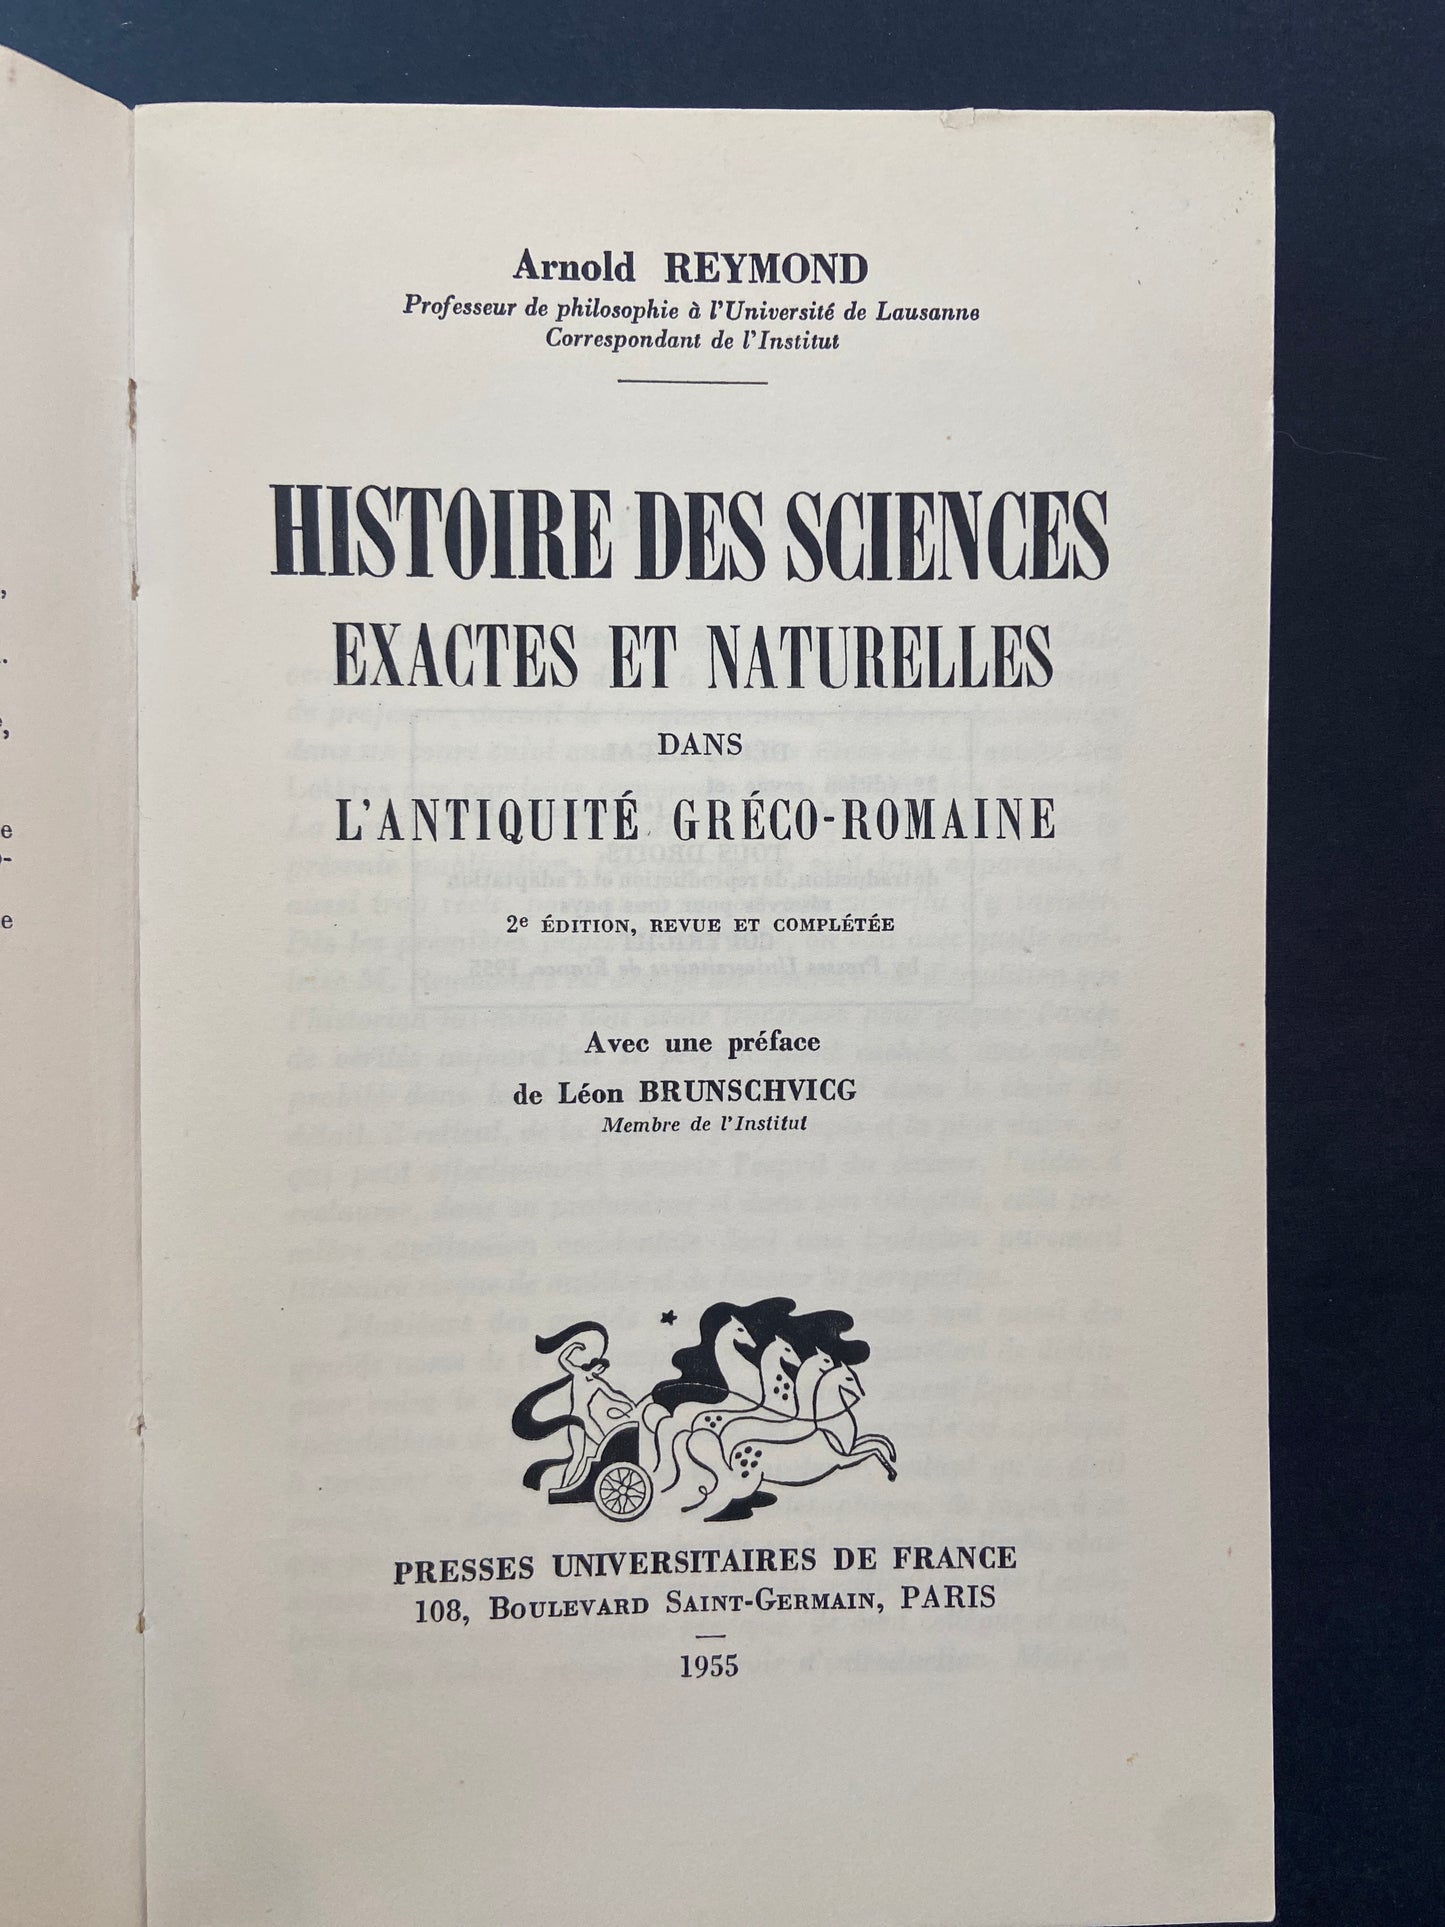 Arnold REYMOND
Professeur de philosophie à l'Université de Lausanne
Correspondant de l'Institut
HISTOIRE DES SCIENCES
EXACTES ET NATURELLES
DANS
L'ANTIQUITÉ GRÉCO-ROMAINE
2e ÉDITION, REVUE ET COMPLÉTÉE
Avec une préface
de Léon BRUNSCHVICG
Membre de l'Institut
PRESSES UNIVERSITAIRES DE FRANCE
108, BOULEVARD SAINT-GERMAIN, PARIS
1955